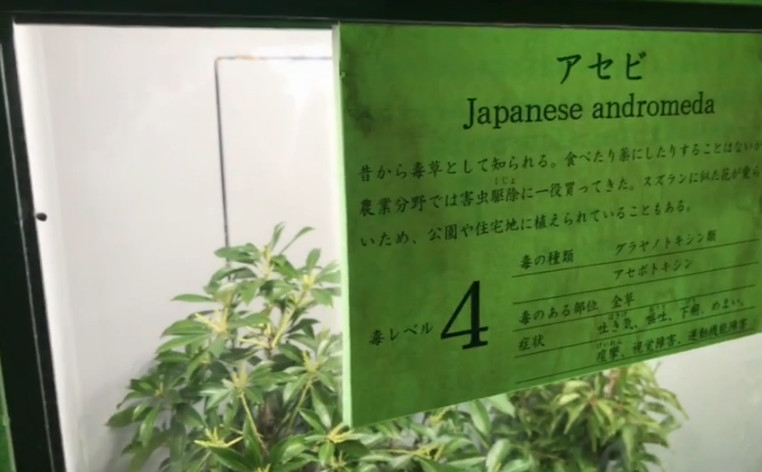 アセビ
Japanese andromeda
昔から毒草として知られる。食べたり薬にしたりすることはない
農業分野では害虫駆除に一役買ってきた。スズランに似た花が愛ら
いため、公園や住宅地に植えられていることもある。
毒レベル 4
毒の種類 グラヤノトキシン類
アセボトキシン
毒のある部位 全草
症状 吐き気、嘔吐、下痢、めまい、
痙攣、視覚障害、運動機能障害